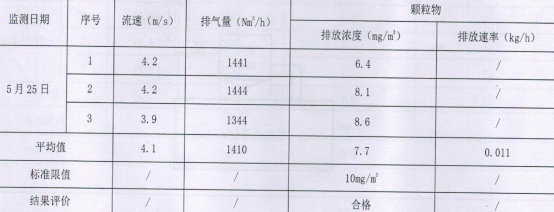 监测日期 序号 流速（m/s） 排气量（Nm³/h） 颗粒物
排放浓度（mg/m³） 排放速率（kg/h）
5月25日 1 4.2 1441 6.4 /
2 4.2 1444 8.1 /
3 3.9 1344 8.6 /
平均值 4.1 1410 7.7 0.011
标准限值 / / 10mg/m³ /
结果评价 / / 合格 /